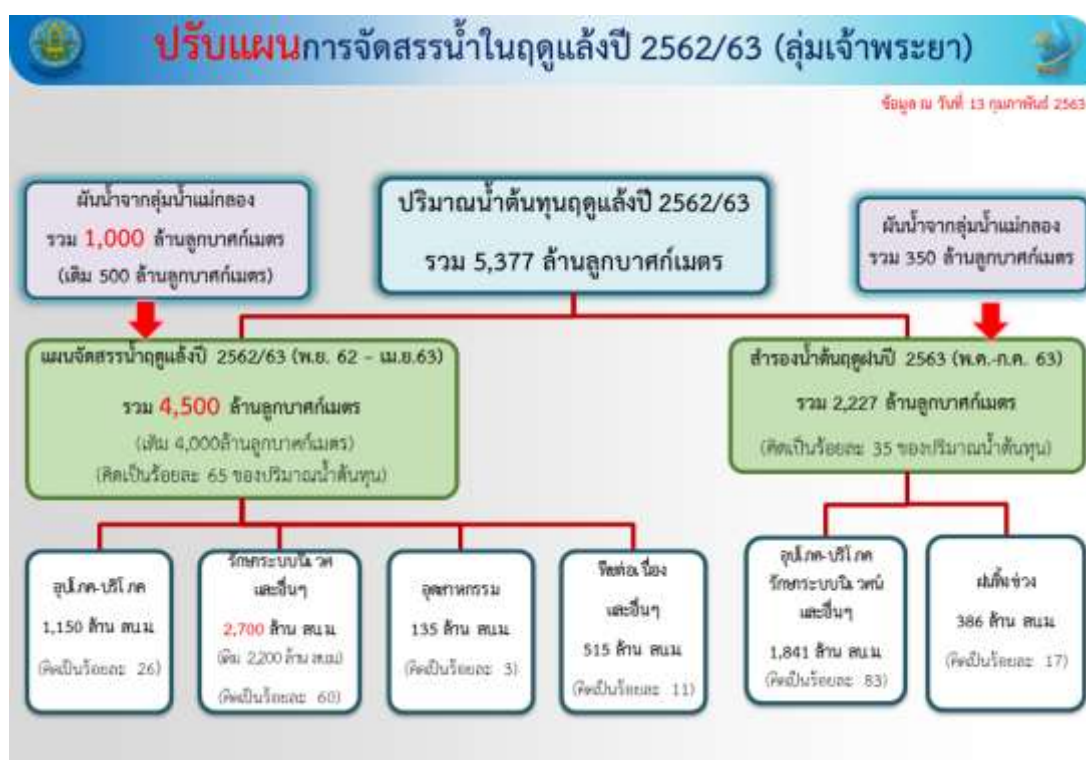 ปรับแผนการจัดสรรน้ำในฤดูแล้งปี 2562/63 (ลุ่มเจ้าพระยา)
ข้อมูล ณ วันที่ 13 กุมภาพันธ์ 2563
ผันน้ำจากลุ่มน้ำแม่กลอง
รวม 1,000 ล้านลูกบาศก์เมตร
(เดิม 500 ล้านลูกบาศก์เมตร)
ปริมาณน้ำต้นทุนฤดูแล้งปี 2562/63
รวม 5,377 ล้านลูกบาศก์เมตร
ผันน้ำจากลุ่มน้ำแม่กลอง
รวม 350 ล้านลูกบาศก์เมตร
แผนจัดสรรน้ำฤดูแล้งปี 2562/63 (พ.ย. 62 - เม.ย.63)
รวม 4,500 ล้านลูกบาศก์เมตร
(เดิม 4,000ล้านลูกบาศก์เมตร)
(คิดเป็นร้อยละ 65 ของปริมาณน้ำต้นทุน)
สำรองน้ำต้นฤดูฝนปี 2563 (พ.ค.-ก.ค. 63)
รวม 2,227 ล้านลูกบาศก์เมตร
(คิดเป็นร้อยละ 35 ของปริมาณน้ำต้นทุน)
อุปโภค-บริโภค
1,150 ล้าน ลบ.ม.
(คิดเป็นร้อยละ 26)
รักษาระบบนิเวศ
และอื่นๆ
2,700 ล้าน ลบ.ม.
(เดิม 2,200 ล้าน ลบ.ม)
(คิดเป็นร้อยละ 60)
อุตสาหกรรม
135 ล้าน ลบ.ม.
(คิดเป็นร้อยละ 3)
พืชต่อเนื่อง
และอื่นๆ
515 ล้าน ลบ.ม.
(คิดเป็นร้อยละ 11)
อุปโภค-บริโภค
รักษาระบบนิเวศน์
และอื่นๆ
1,841 ล้าน ลบ.ม.
(คิดเป็นร้อยละ 83)
ฝนทิ้งช่วง
386 ล้าน ลบ.ม.
(คิดเป็นร้อยละ 17)